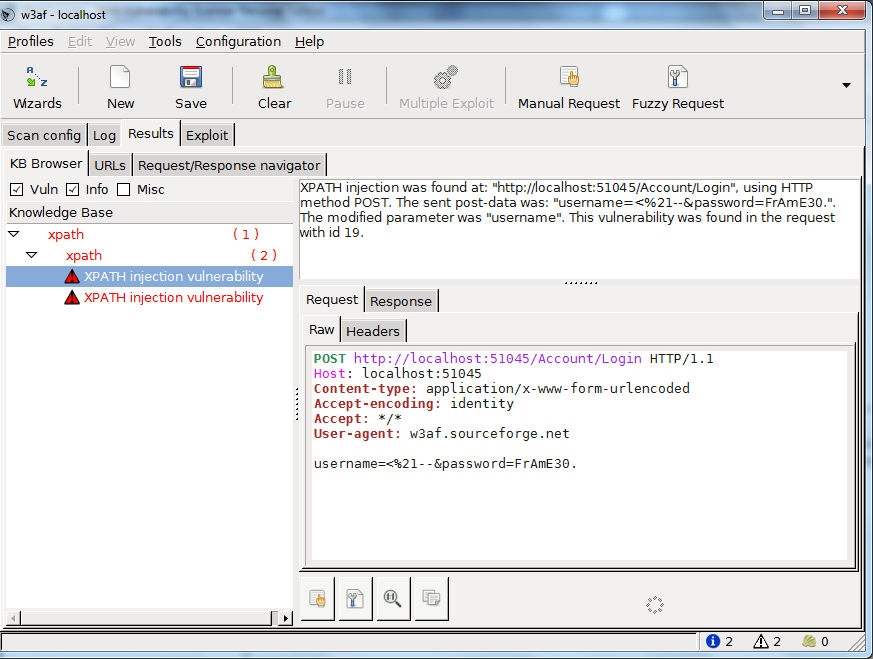 w3af - localhost
Profiles Edit View Tools Configuration Help
Wizards New Save Clear Pause Multiple Exploit Manual Request Fuzzy Request
Scan config Log Results Exploit
KB Browser URLs Request/Response navigator
Vuln Info Misc
Knowledge Base
xpath ( 1 )
xpath ( 2 )
XPATH injection vulnerability
XPATH injection vulnerability
XPATH injection was found at: "http://localhost:51045/Account/Login", using HTTP
method POST. The sent post-data was: "username=<%21--&password=FrAmE30.".
The modified parameter was "username". This vulnerability was found in the request
with id 19.
Request Response
Raw Headers
POST http://localhost:51045/Account/Login HTTP/1.1
Host: localhost:51045
Content-type: application/x-www-form-urlencoded
Accept-encoding: identity
Accept: */*
User-agent: w3af.sourceforge.net
username=<%21--&password=FrAmE30.
2 2 0